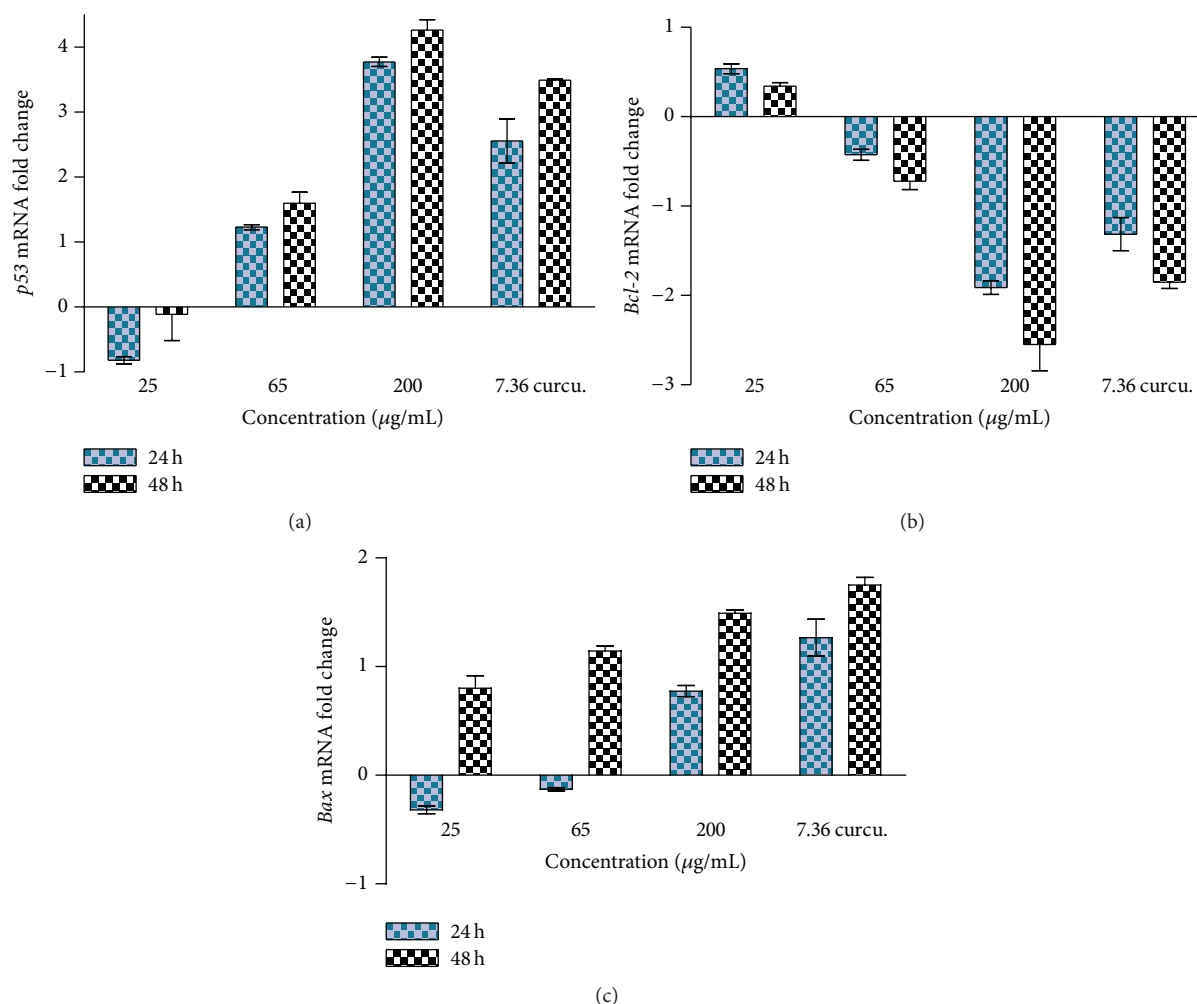 4
3
2
1
0
−1
p53 mRNA fold change
25 65 200 7.36 curcu.
Concentration (μg/mL)
24 h
48 h
(a)
1
0
−1
−2
−3
Bcl-2 mRNA fold change
25 65 200 7.36 curcu.
Concentration (μg/mL)
24 h
48 h
(b)
2
1
0
−1
Bax mRNA fold change
25 65 200 7.36 curcu.
Concentration (μg/mL)
24 h
48 h
(c)